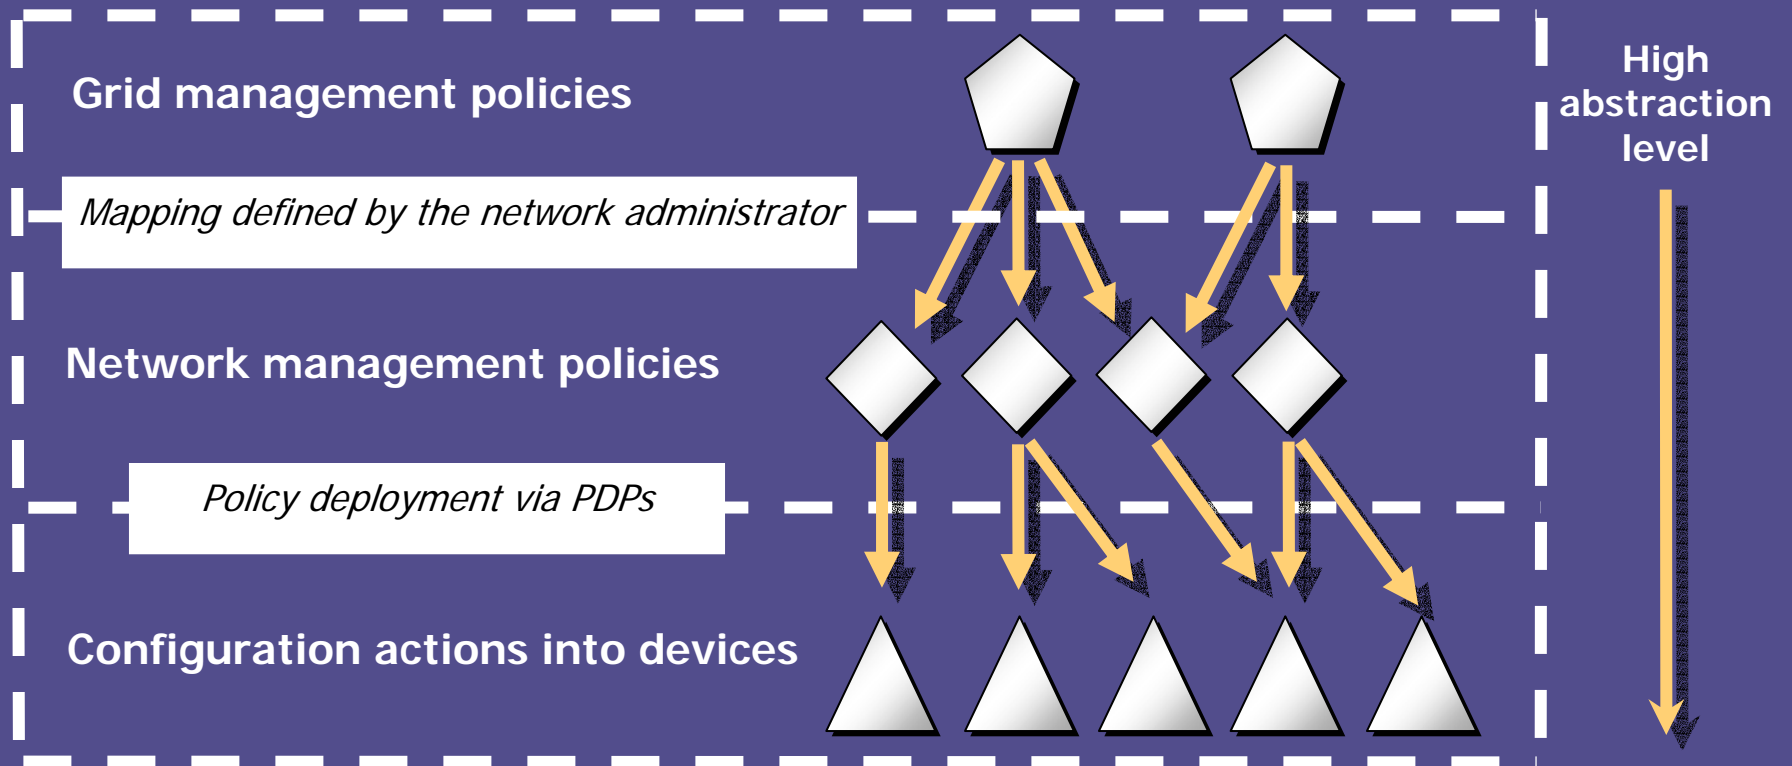 Grid management policies
High
abstraction
level
Mapping defined by the network administrator
Network management policies
Policy deployment via PDPs
Configuration actions into devices